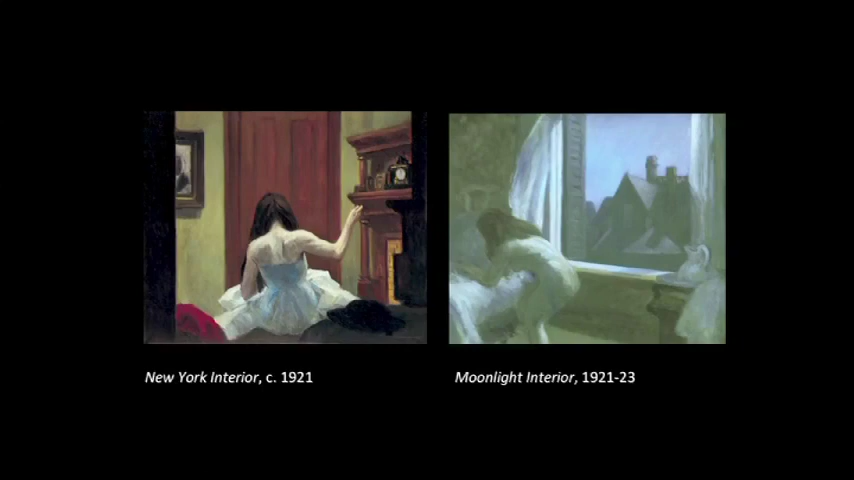 New York Interior, c. 1921
Moonlight Interior, 1921-23